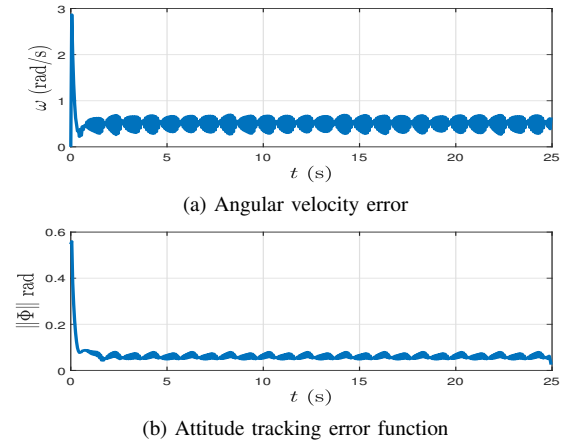 3
2
1
0
ω (rad/s)
0 5 10 15 20 25
t (s)
(a) Angular velocity error
0.6
0.4
0.2
0
||Φ|| rad
0 5 10 15 20 25
t (s)
(b) Attitude tracking error function